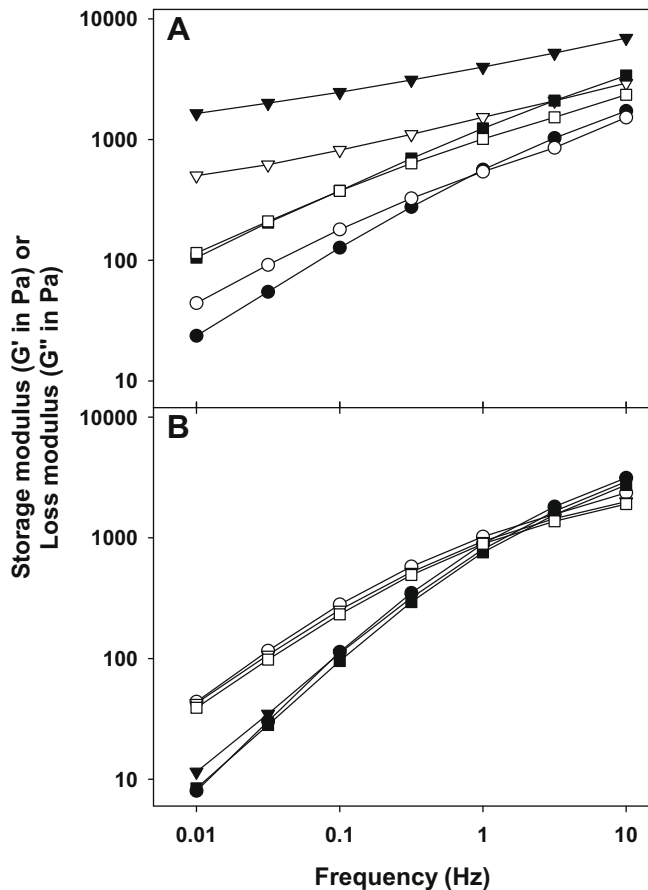 A
10000
1000
100
10
B
10000
1000
100
10
Storage modulus (G' in Pa) or
Loss modulus (G" in Pa)
0.01 0.1 1 10
Frequency (Hz)